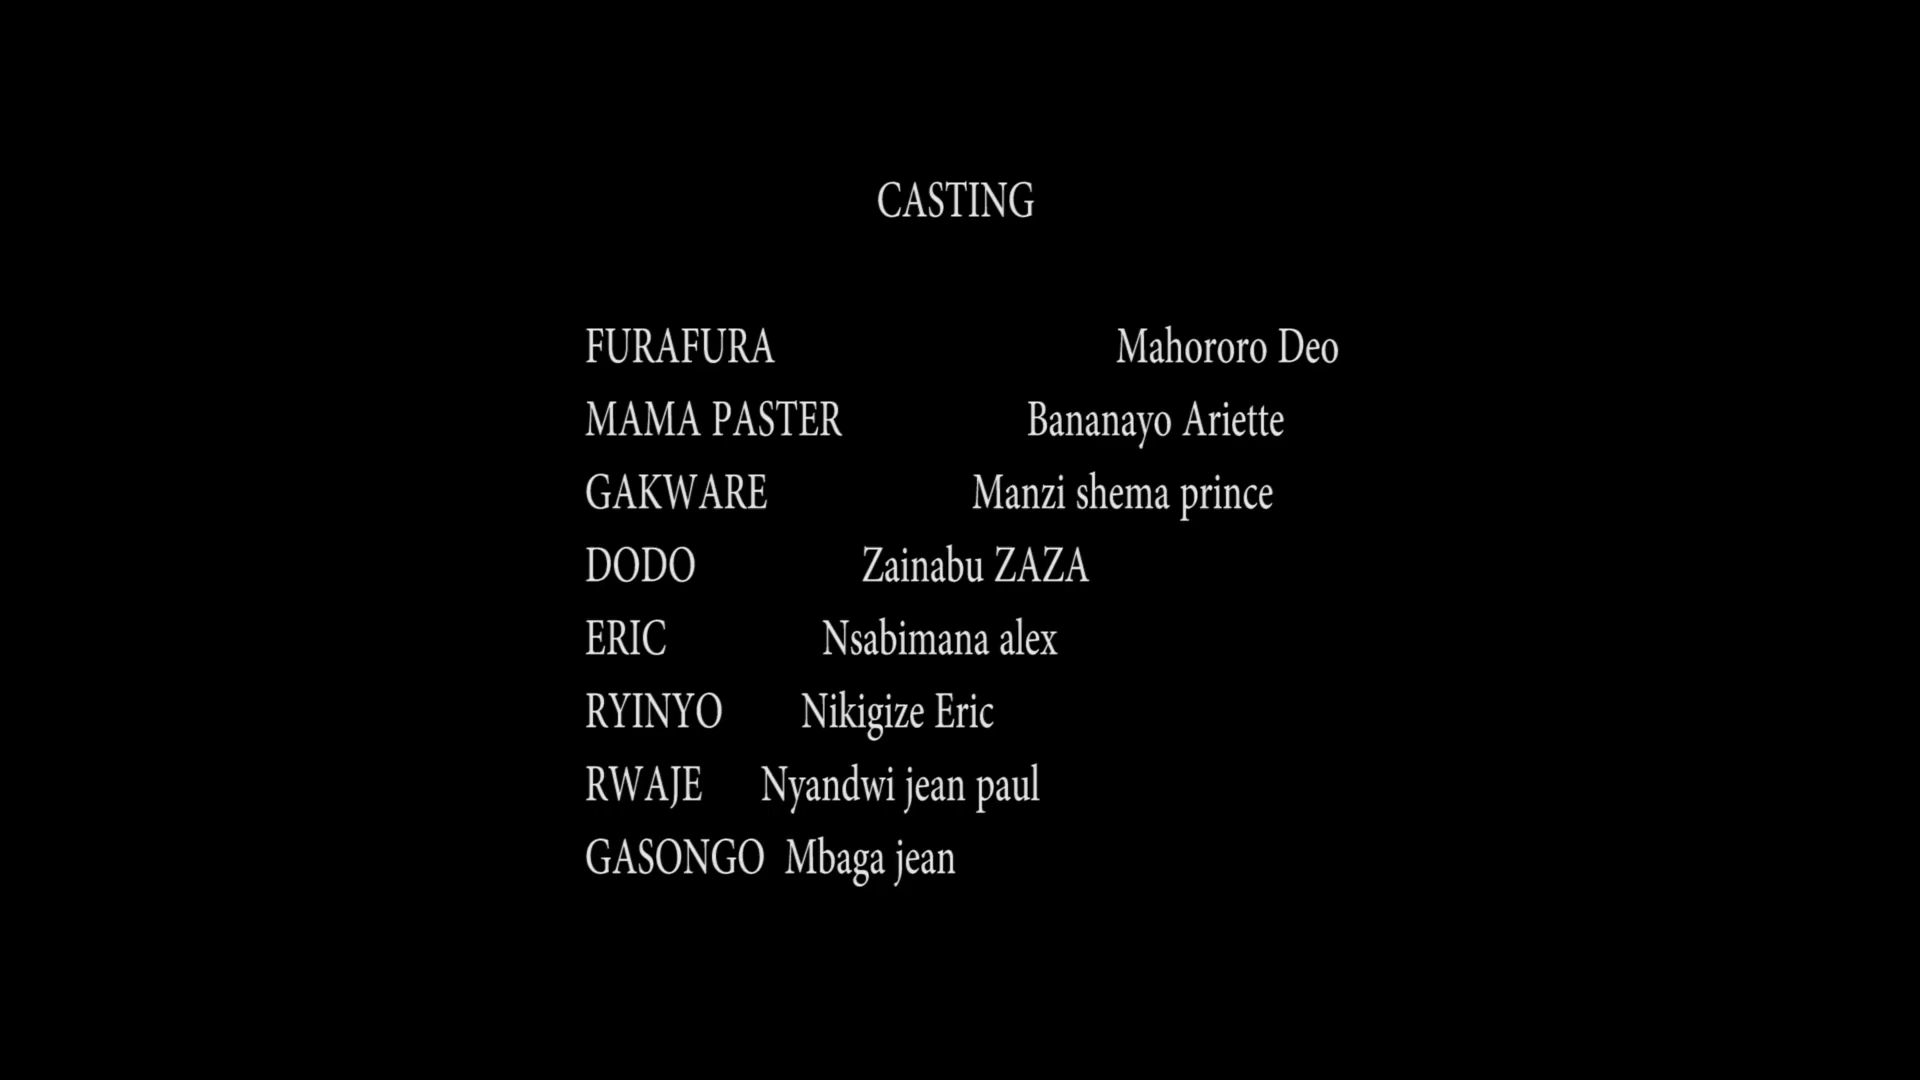 CASTING
FURAFURA Mahororo Deo
MAMA PASTER Bananayo Ariette
GAKWARE Manzi shema prince
DODO Zainabu ZAZA
ERIC Nsabimana alex
RYINYO Nikigize Eric
RWAJE Nyandwi jean paul
GASONGO Mbaga jean